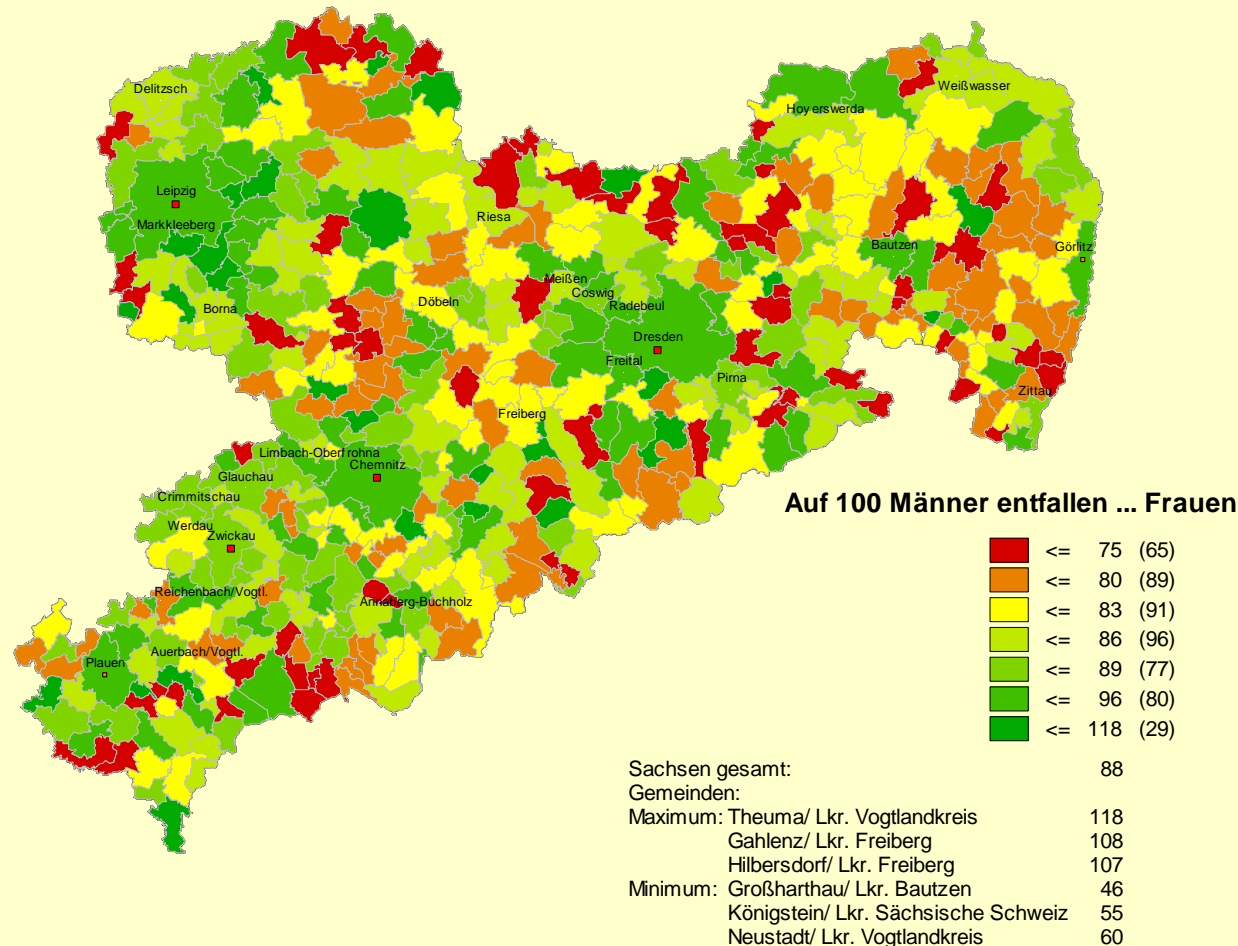 Delitzsch
Weißwasser
Hoyerswerda
Leipzig
Riesa
Markkleeberg
Bautzen
Görlitz
Meißen
Coswig
Döbeln
Radebeul
Borna
Dresden
Freital
Pirna
Zittau
Freiberg
Limbach-Oberfrohna
Chemnitz
Glauchau
Crimmitschau
Werdau
Zwickau
Reichenbach/Vogtl.
Annaberg-Buchholz
Auerbach/Vogtl.
Plauen
Auf 100 Männer entfallen ... Frauen
<= 75 (65)
<= 80 (89)
<= 83 (91)
<= 86 (96)
<= 89 (77)
<= 96 (80)
<= 118 (29)
Sachsen gesamt: 88
Gemeinden:
Maximum: Theuma/ Lkr. Vogtlandkreis 118
Gahlenz/ Lkr. Freiberg 108
Hilbersdorf/ Lkr. Freiberg 107
Minimum: Großharthau/ Lkr. Bautzen 46
Königstein/ Lkr. Sächsische Schweiz 55
Neustadt/ Lkr. Vogtlandkreis 60